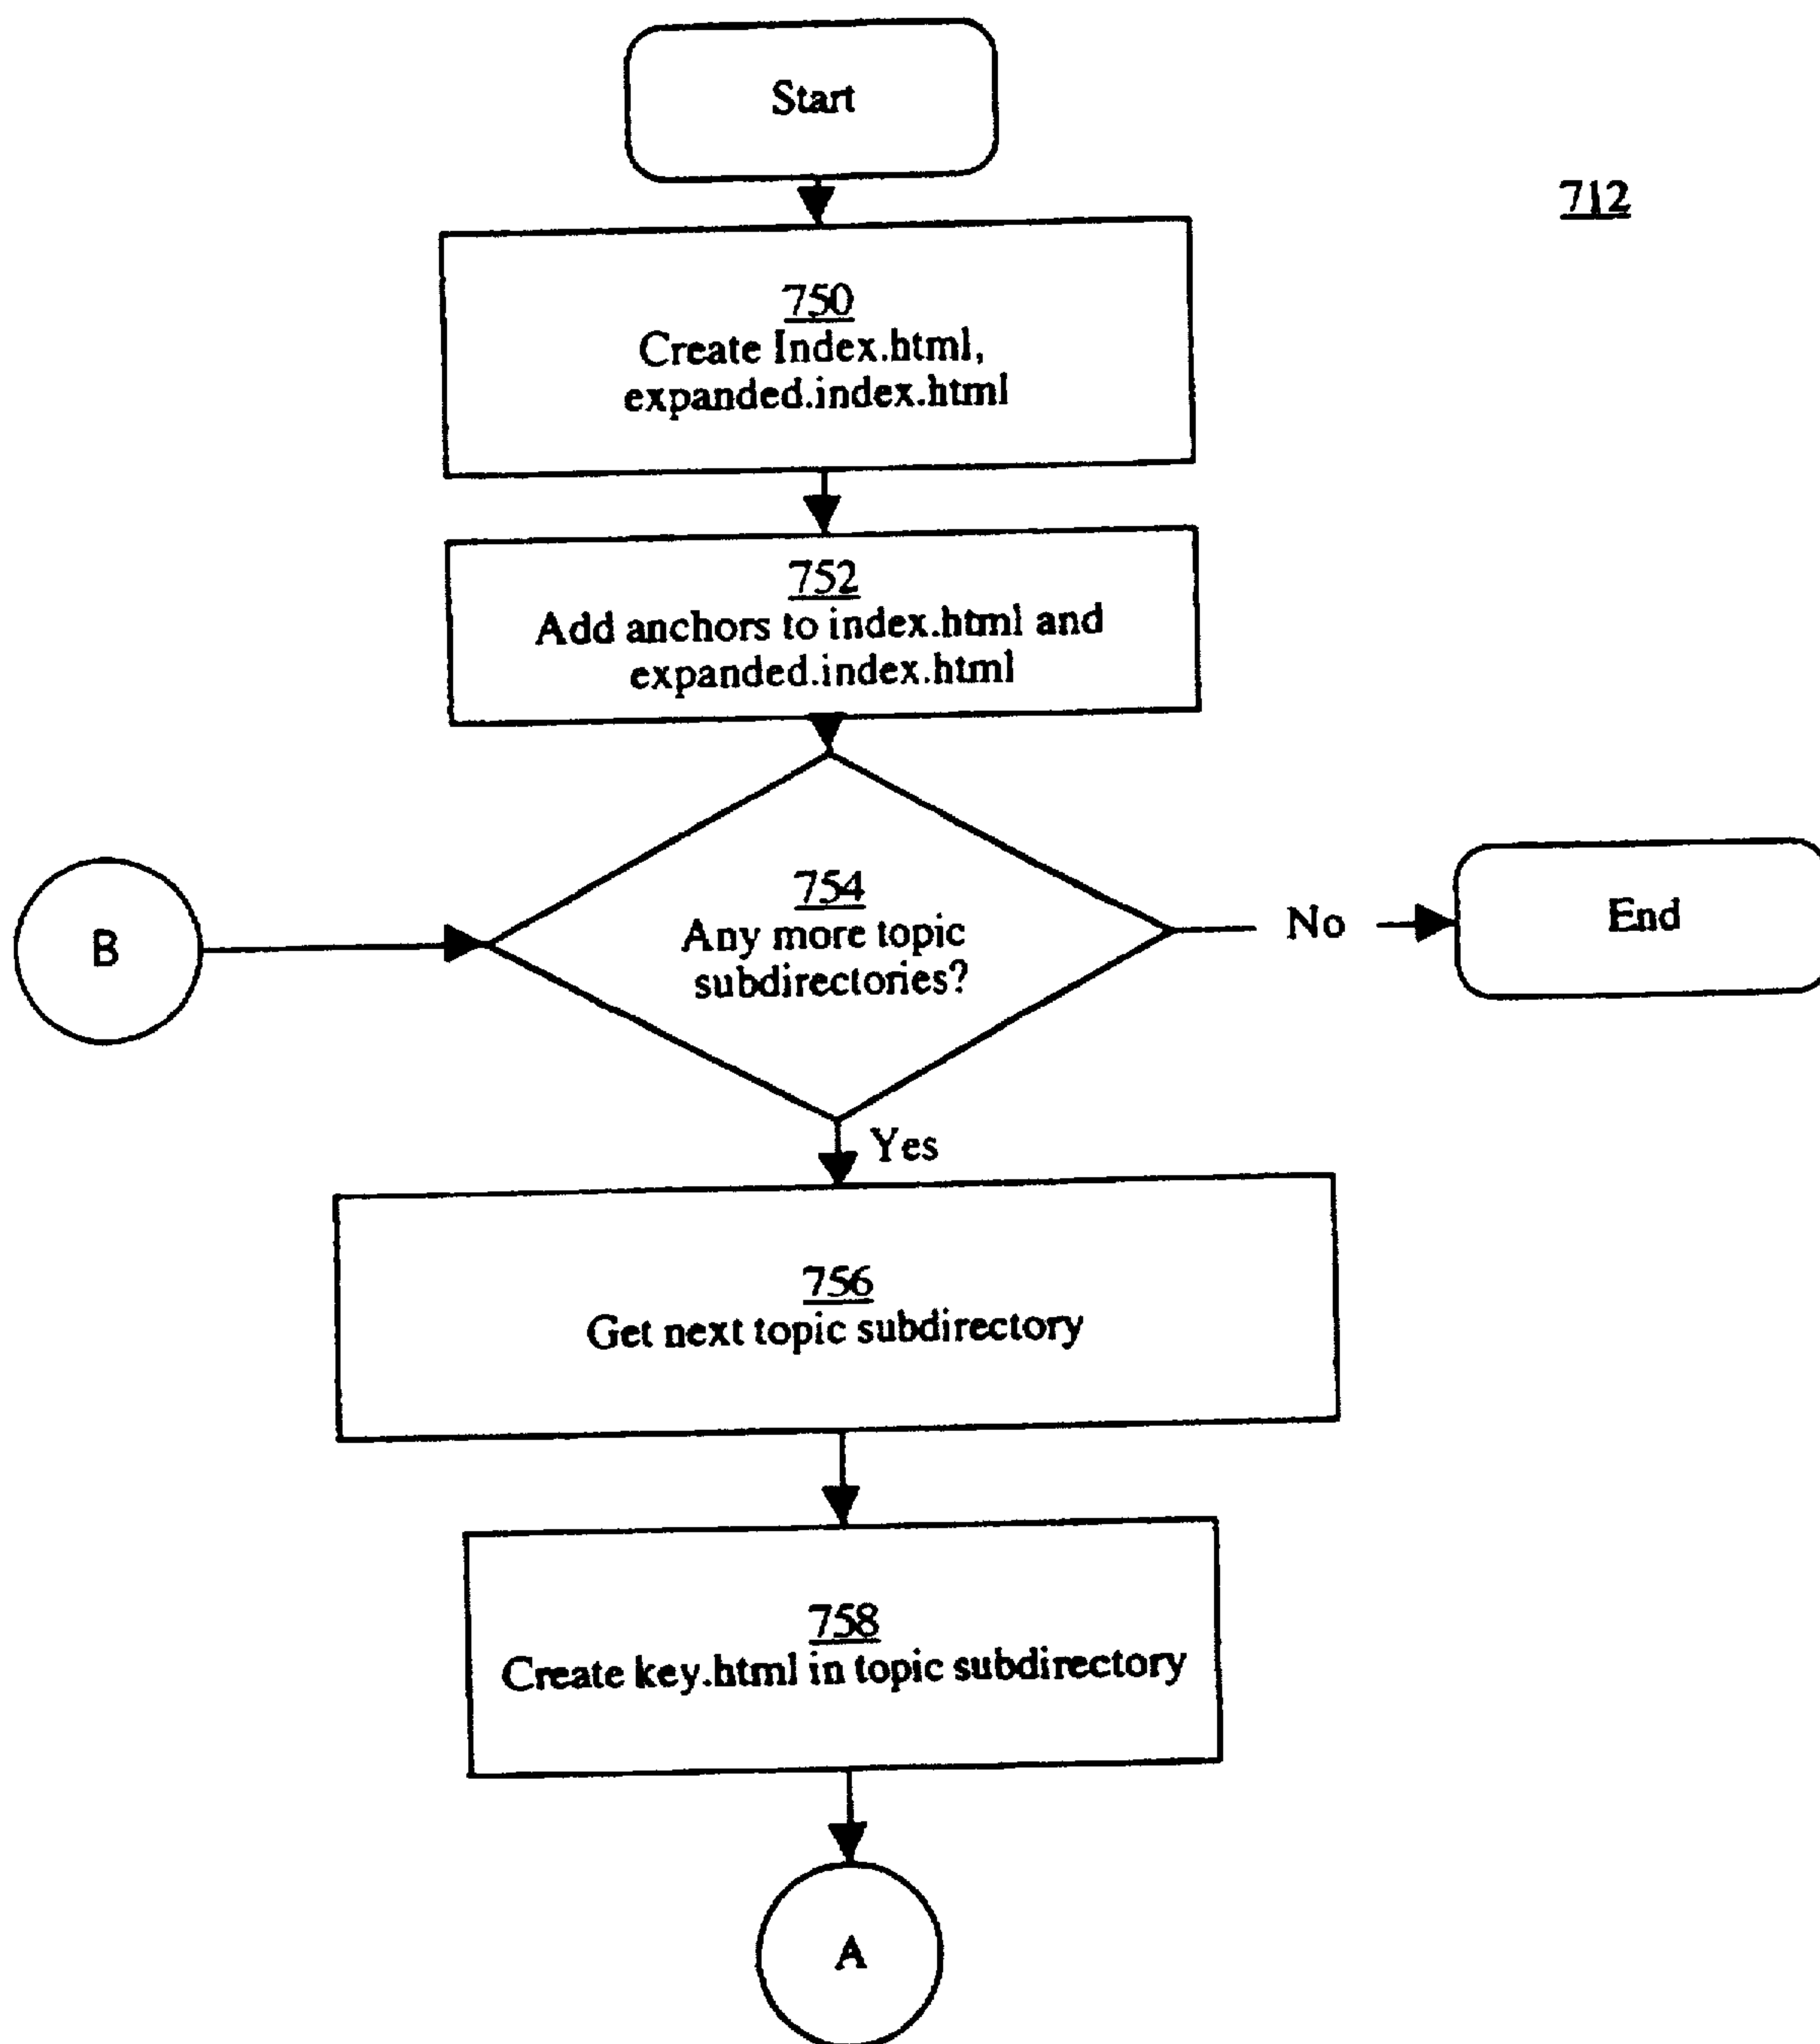 Start
712
750
Create Index.html,
expanded.index.html
752
Add anchors to index.html and
expanded.index.html
754
Any more topic
subdirectories?
B
No
End
Yes
756
Get next topic subdirectory
758
Create key.html in topic subdirectory
A